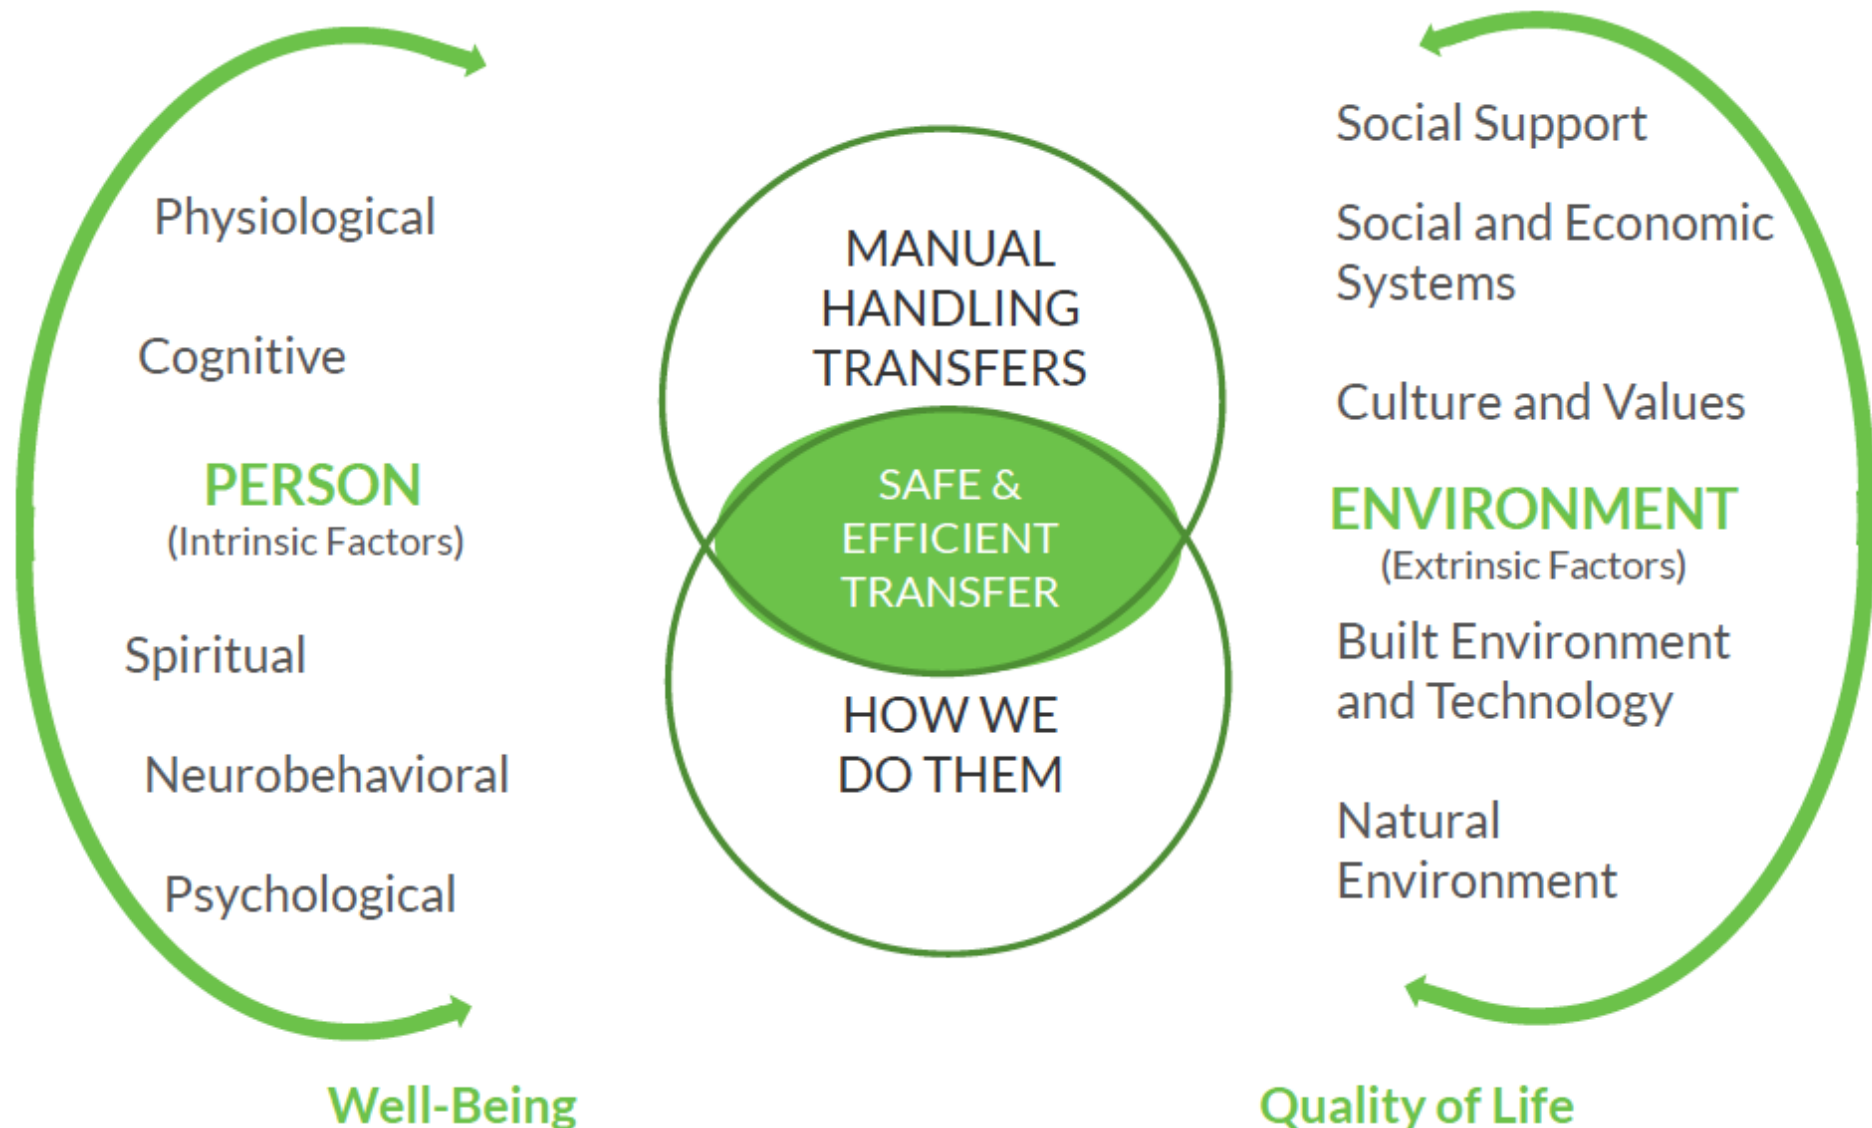 Physiological
Cognitive
PERSON
(Intrinsic Factors)
Spiritual
Neurobehavioral
Psychological
Well-Being
MANUAL
HANDLING
TRANSFERS
SAFE &
EFFICIENT
TRANSFER
HOW WE
DO THEM
Social Support
Social and Economic
Systems
Culture and Values
ENVIRONMENT
(Extrinsic Factors)
Built Environment
and Technology
Natural
Environment
Quality of Life